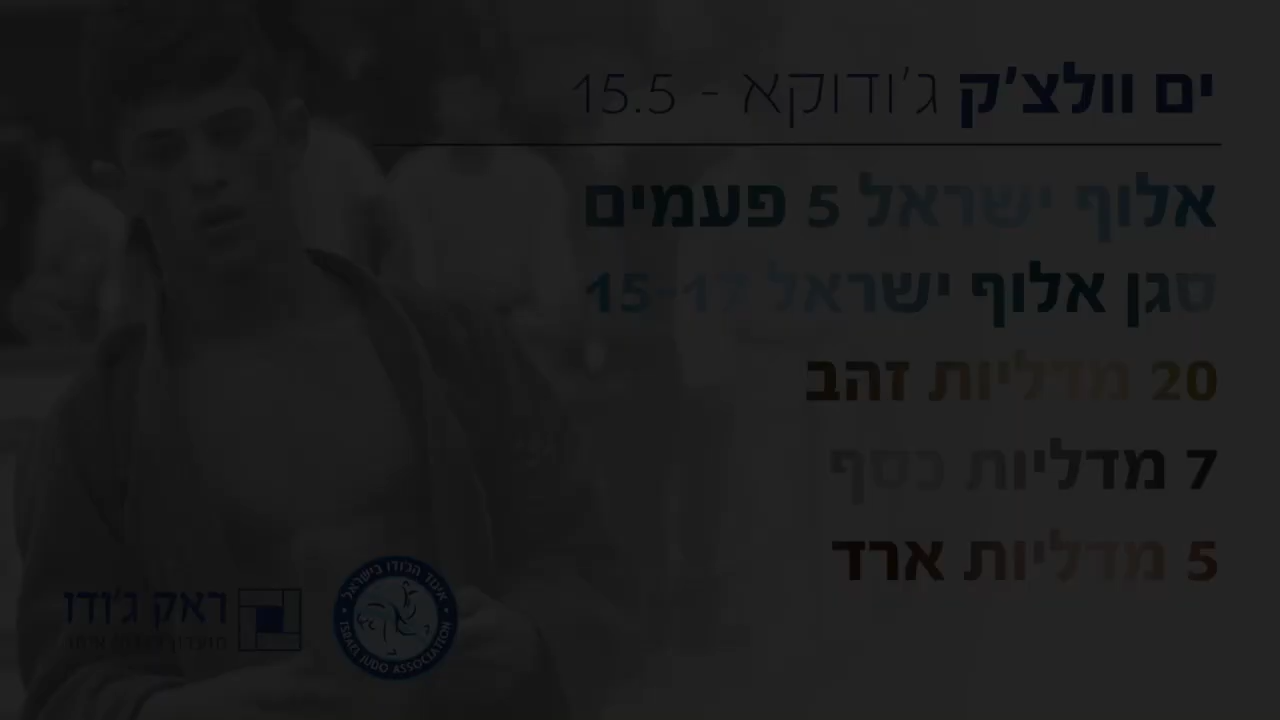 ים וולצ'ק ג'ודוקא - 15.5
אלוף ישראל 5 פעמים
סגן אלוף ישראל 15-17
20 מדליות זהב
7 מדליות כסף
5 מדליות ארד
ראק ג'ודו
איגוד הג'ודו בישראל
ISRAEL JUDO ASSOCIATION